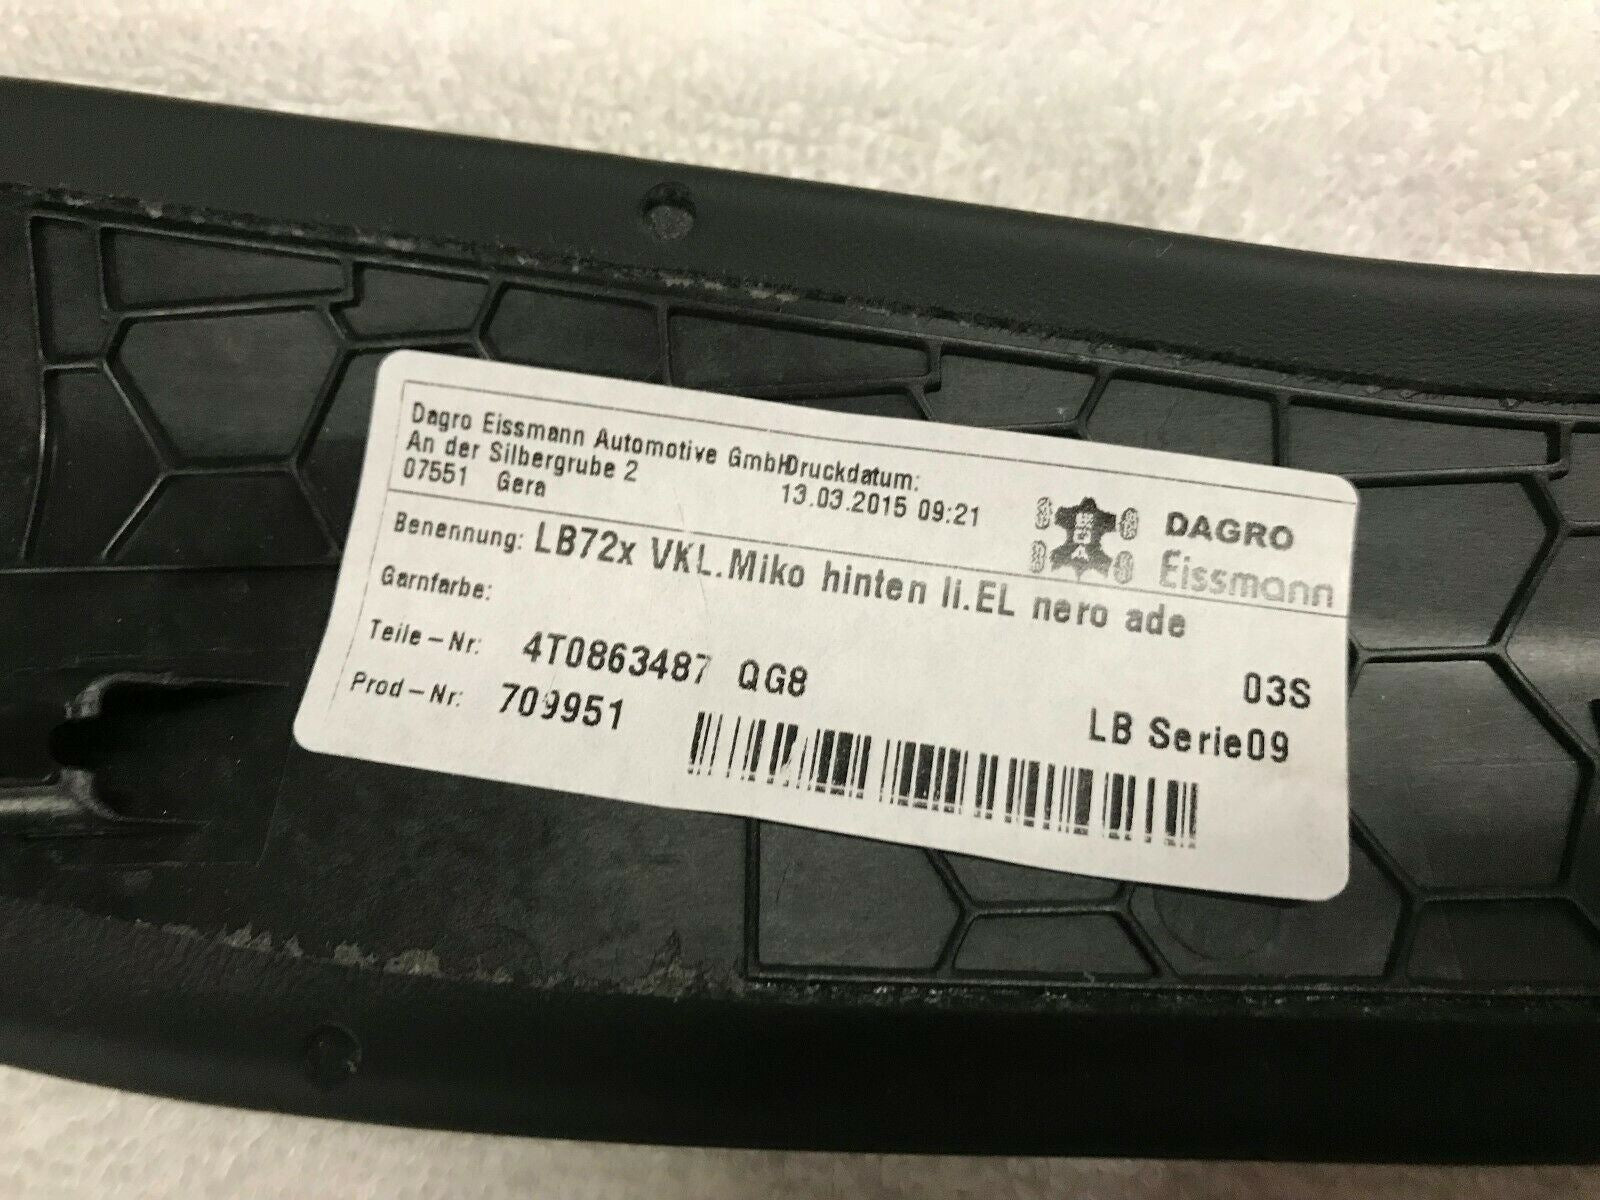 Dagro Eissmann Automotive GmbH
An der Silbergrube 2
07551 Gera
Druckdatum:
13.03.2015 09:21
DAGRO
Eissmann
Benennung: LB72x VKL.Miko hinten li.EL nero ade
Garnfarbe:
Teile-Nr: 4T0863487 QG8
03S
Prod-Nr: 709951
LB Serie09